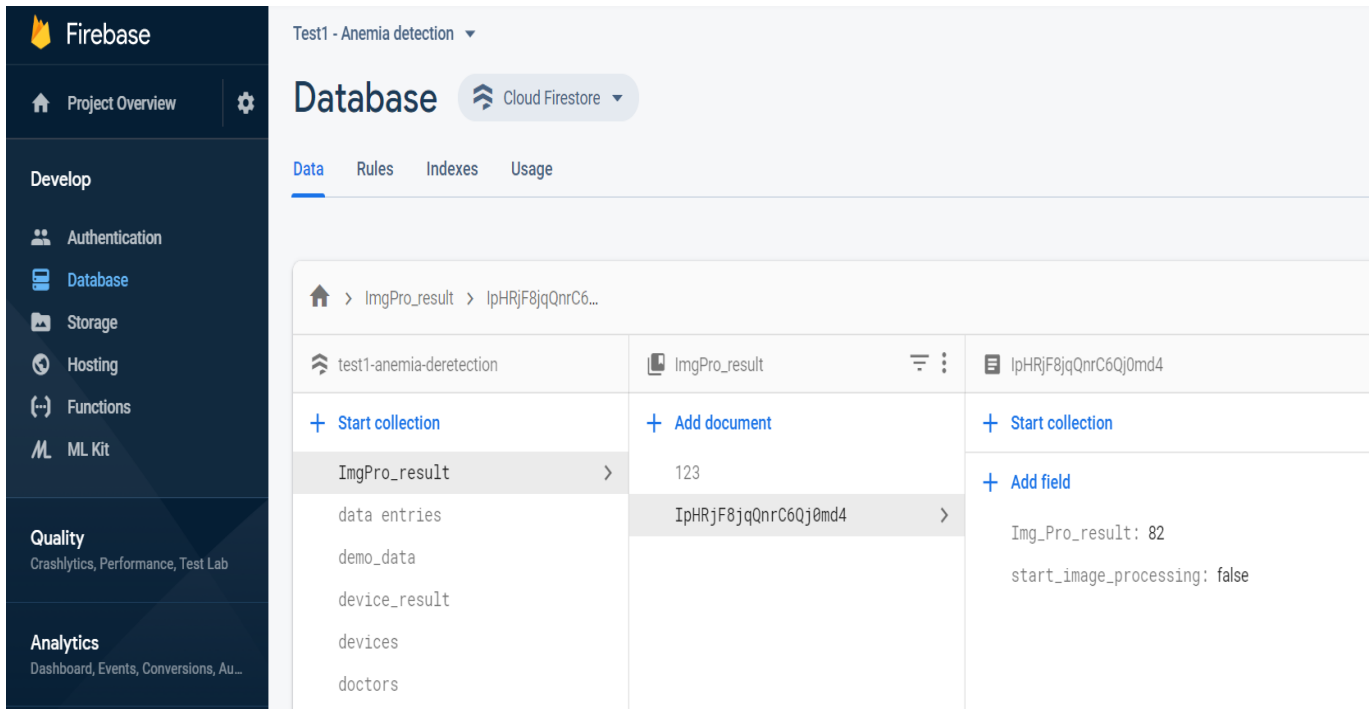 Firebase
Project Overview
Develop
Authentication
Database
Storage
Hosting
Functions
ML Kit
Quality
Crashlytics, Performance, Test Lab
Analytics
Dashboard, Events, Conversions, Au...
Test1 - Anemia detection
Database
Cloud Firestore
Data Rules Indexes Usage
ImgPro_result > IpHRjF8jqQnrC6...
test1-anemia-deretection
Start collection
ImgPro_result
data entries
demo_data
device_result
devices
doctors
ImgPro_result
Add document
123
IpHRjF8jqQnrC6Qj0md4
IpHRjF8jqQnrC6Qj0md4
Start collection
Add field
Img_Pro_result: 82
start_image_processing: false